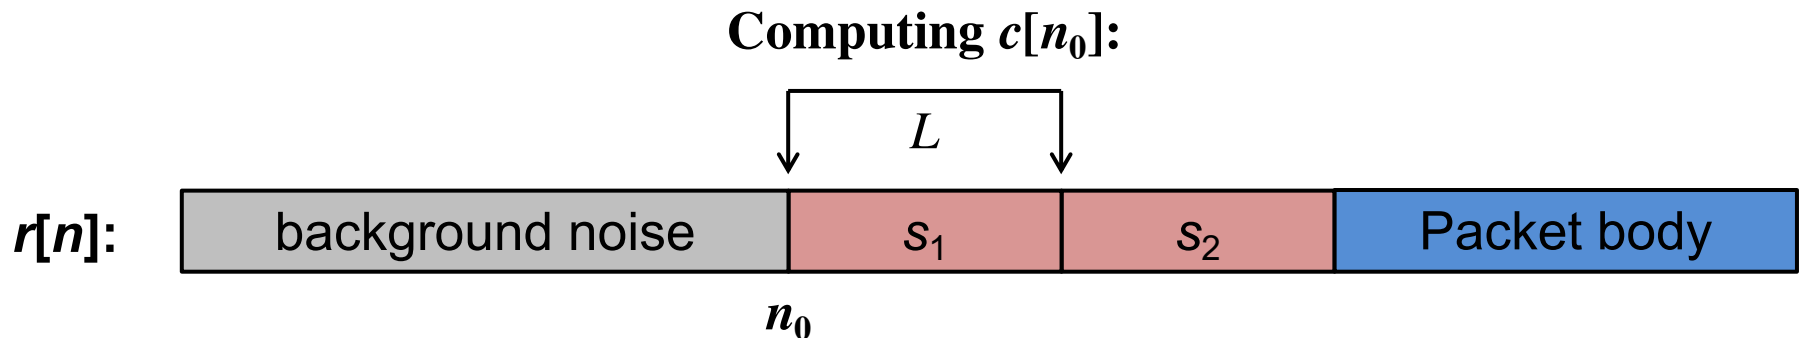 Computing c[n₀]:
L
r[n]: background noise s₁ s₂ Packet body
n₀